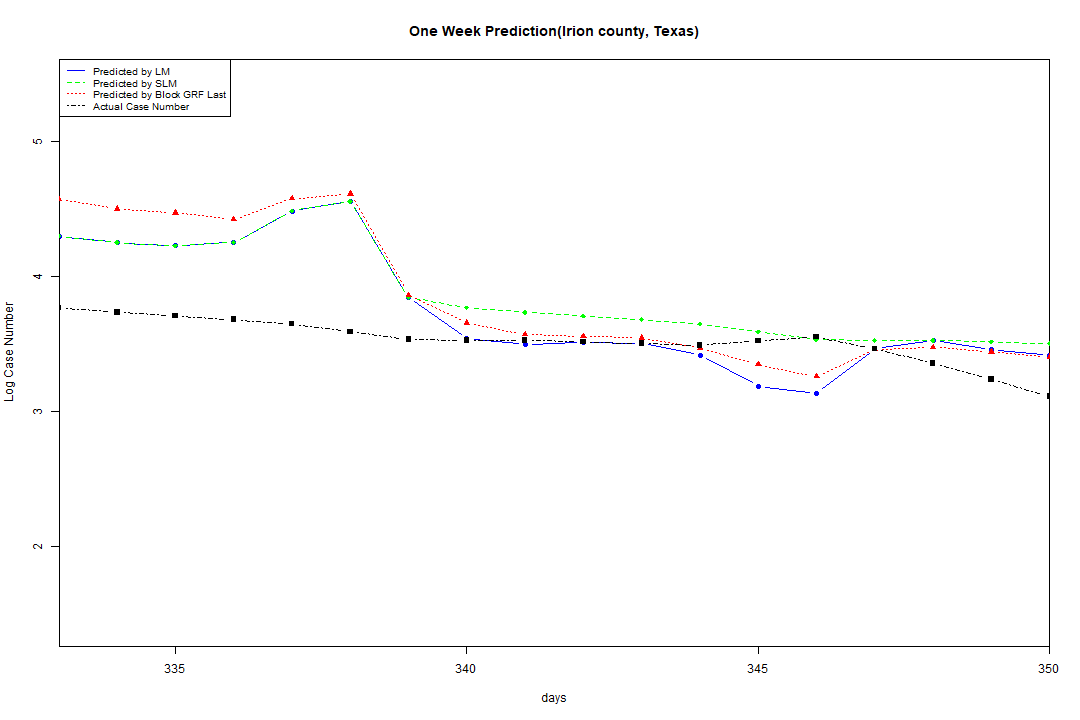 One Week Prediction(Irion county, Texas)
Predicted by LM
Predicted by SLM
Predicted by Block GRF Last
Actual Case Number
5
4
3
2
Log Case Number
335
340
345
350
days